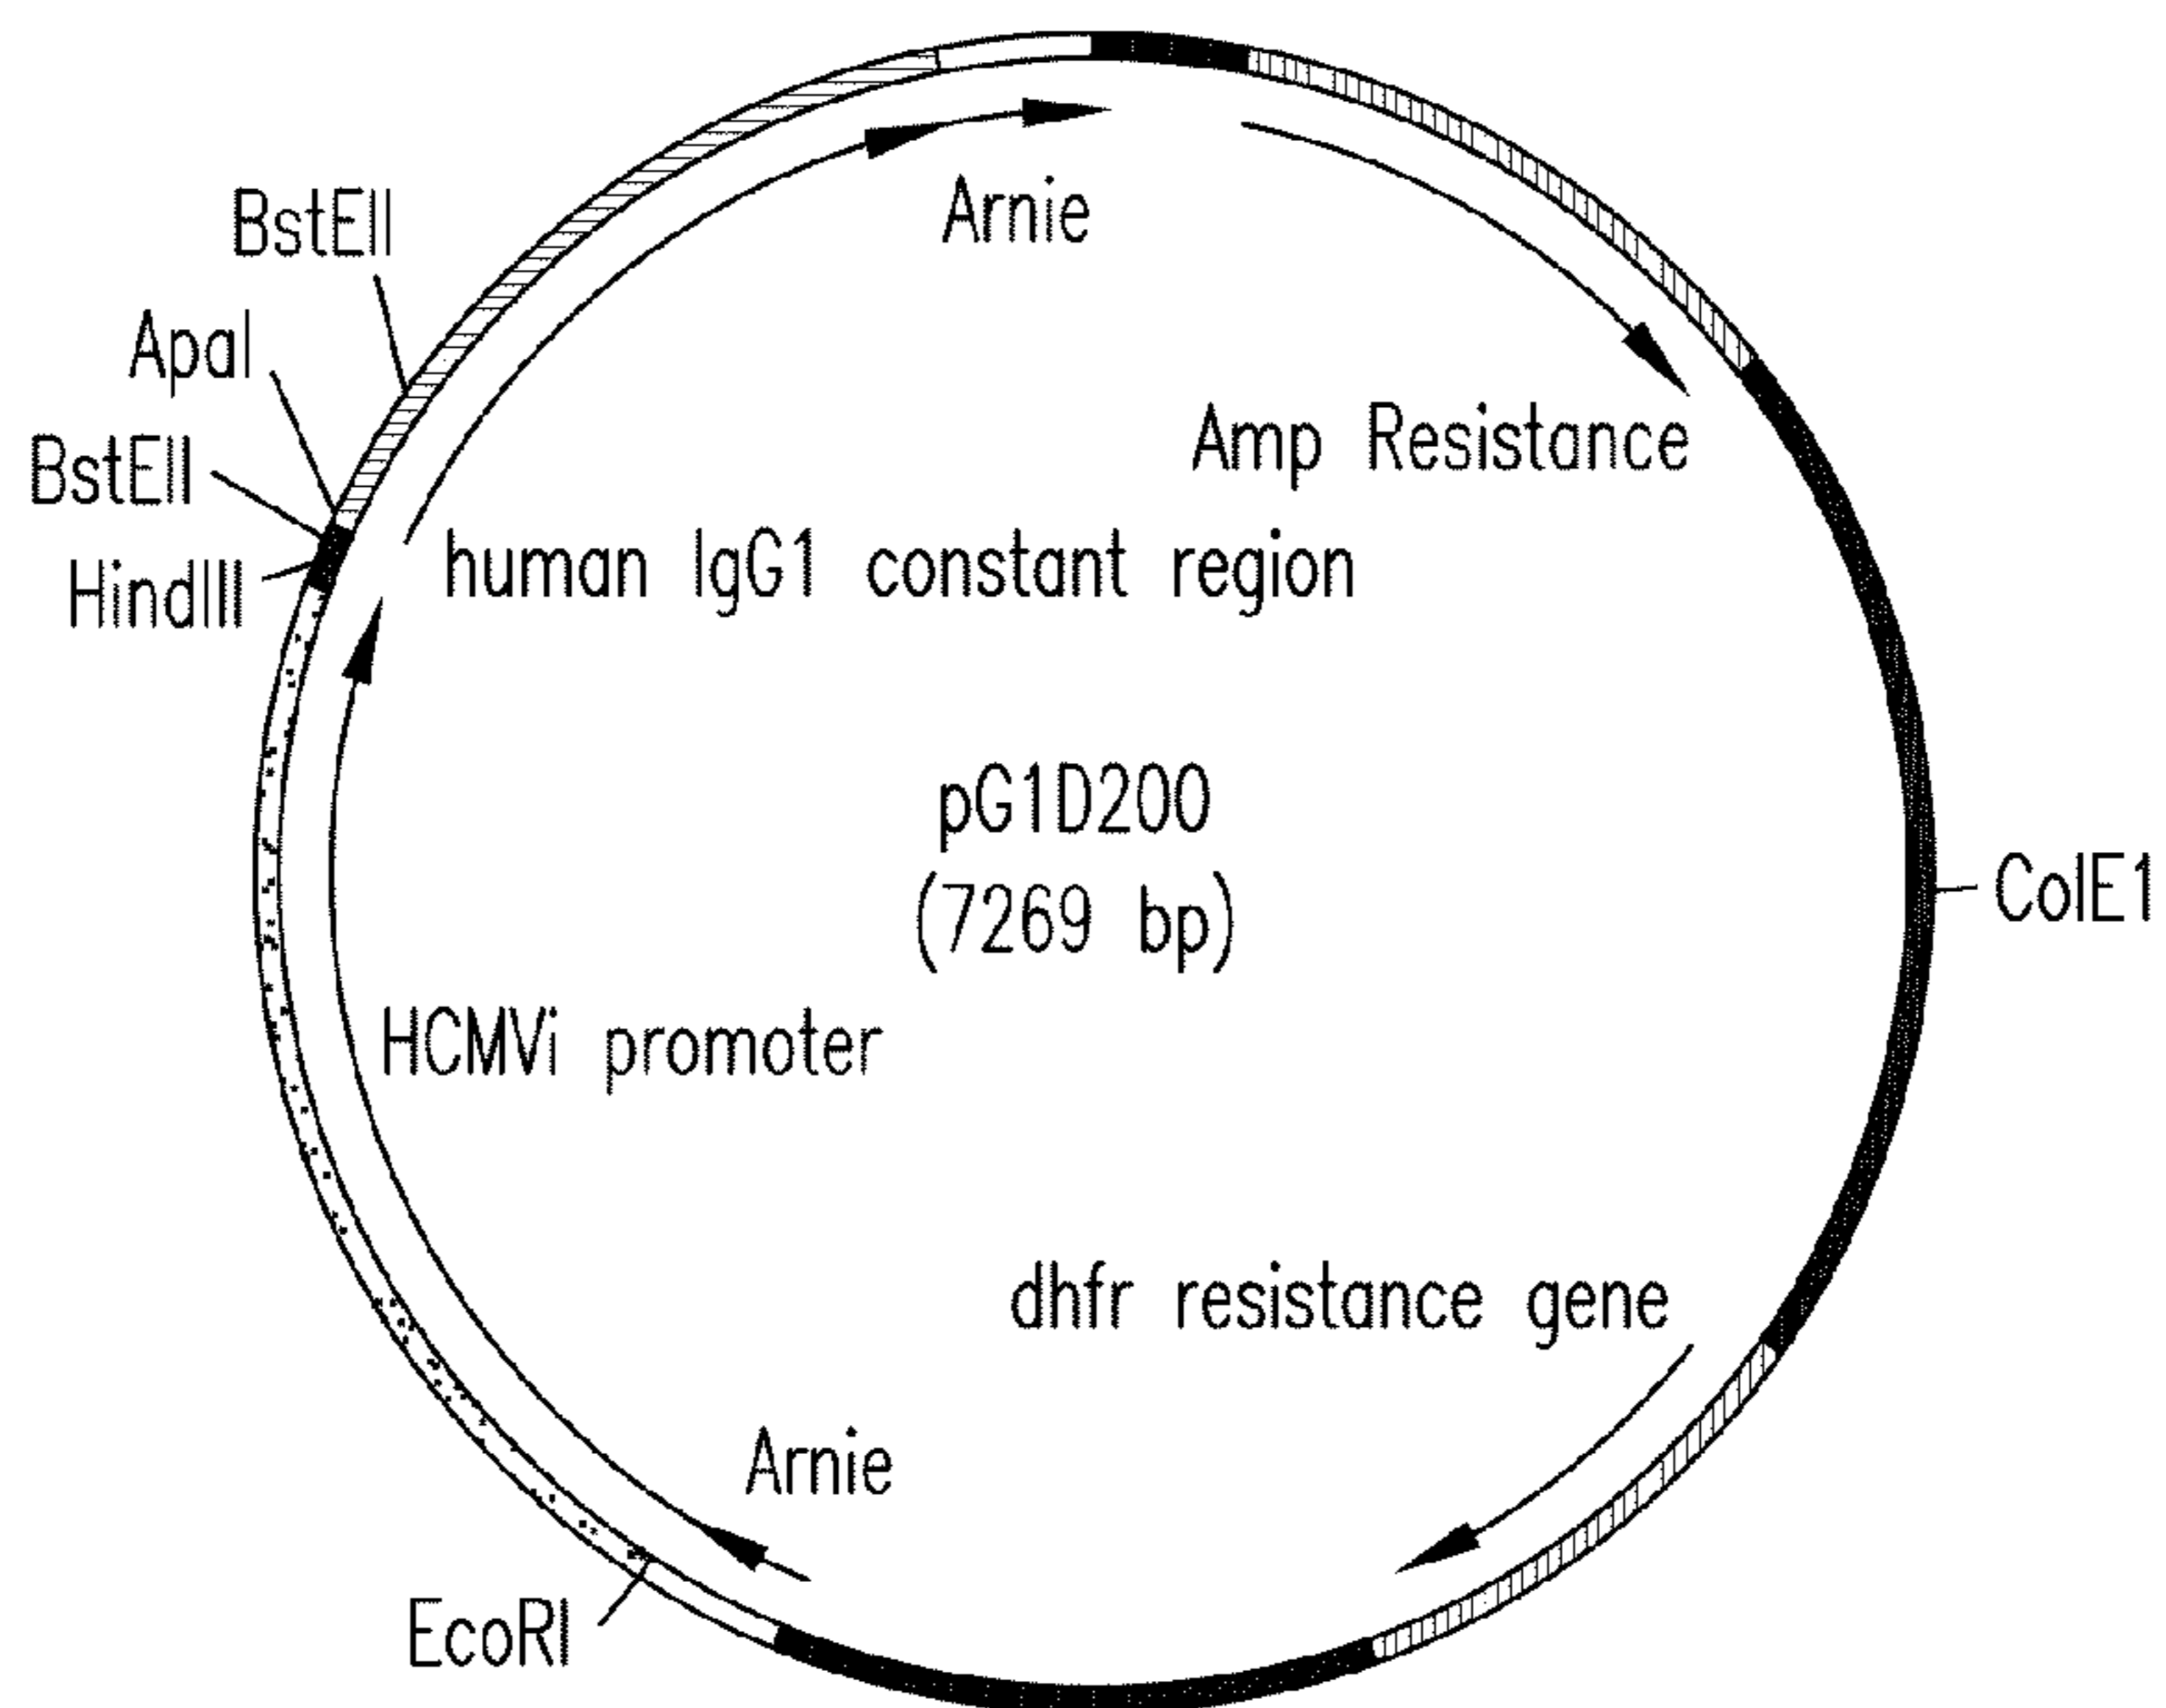 Arnie
BstEII
ApaI
BstEII
HindIII
Amp Resistance
human IgG1 constant region
pG1D200
(7269 bp)
ColE1
HCMVi promoter
dhfr resistance gene
Arnie
EcoRI